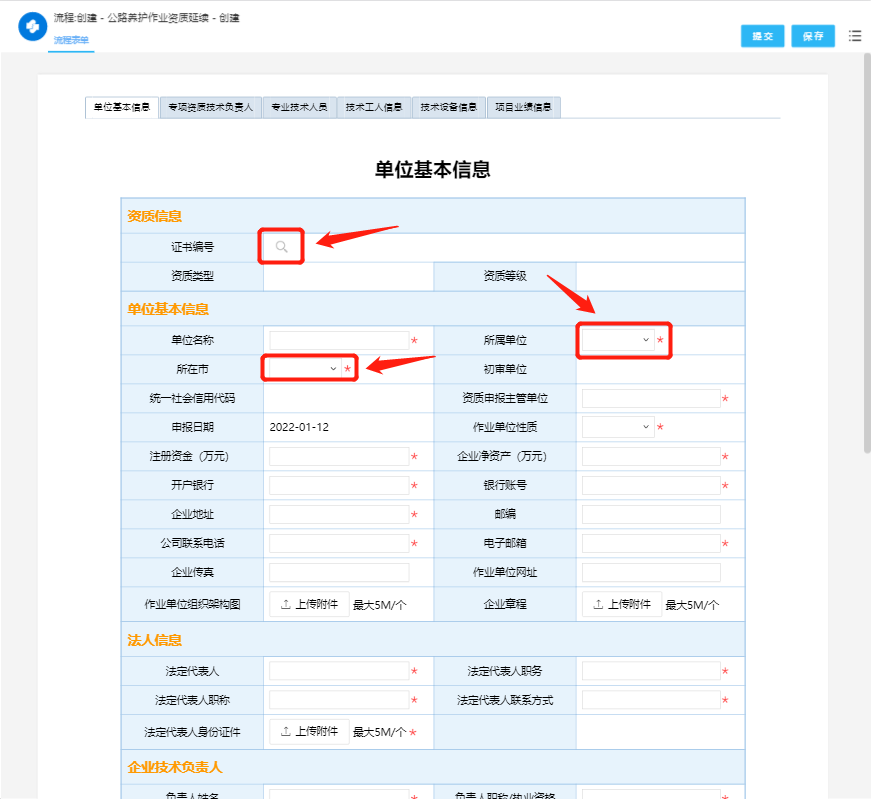 流程:创建 - 公路养护作业资质延续 - 创建
流程表单
提交 保存
单位基本信息 专项资质技术负责人 专业技术人员 技术工人信息 技术设备信息 项目业绩信息
单位基本信息
资质信息
证书编号
资质类型 资质等级
单位基本信息
单位名称 * 所属单位 *
所在市 * 初审单位
统一社会信用代码 资质申报主管单位 *
申报日期 2022-01-12 作业单位性质 *
注册资金（万元） * 企业净资产（万元） *
开户银行 * 银行账号 *
企业地址 * 邮编
公司联系电话 * 电子邮箱 *
企业传真 作业单位网址
作业单位组织架构图 上传附件 最大5M/个 企业章程 上传附件 最大5M/个
法人信息
法定代表人 * 法定代表人职务 *
法定代表人职称 * 法定代表人联系方式 *
法定代表人身份证件 上传附件 最大5M/个 *
企业技术负责人
负责人姓名 * 负责人职称/执业资格 *